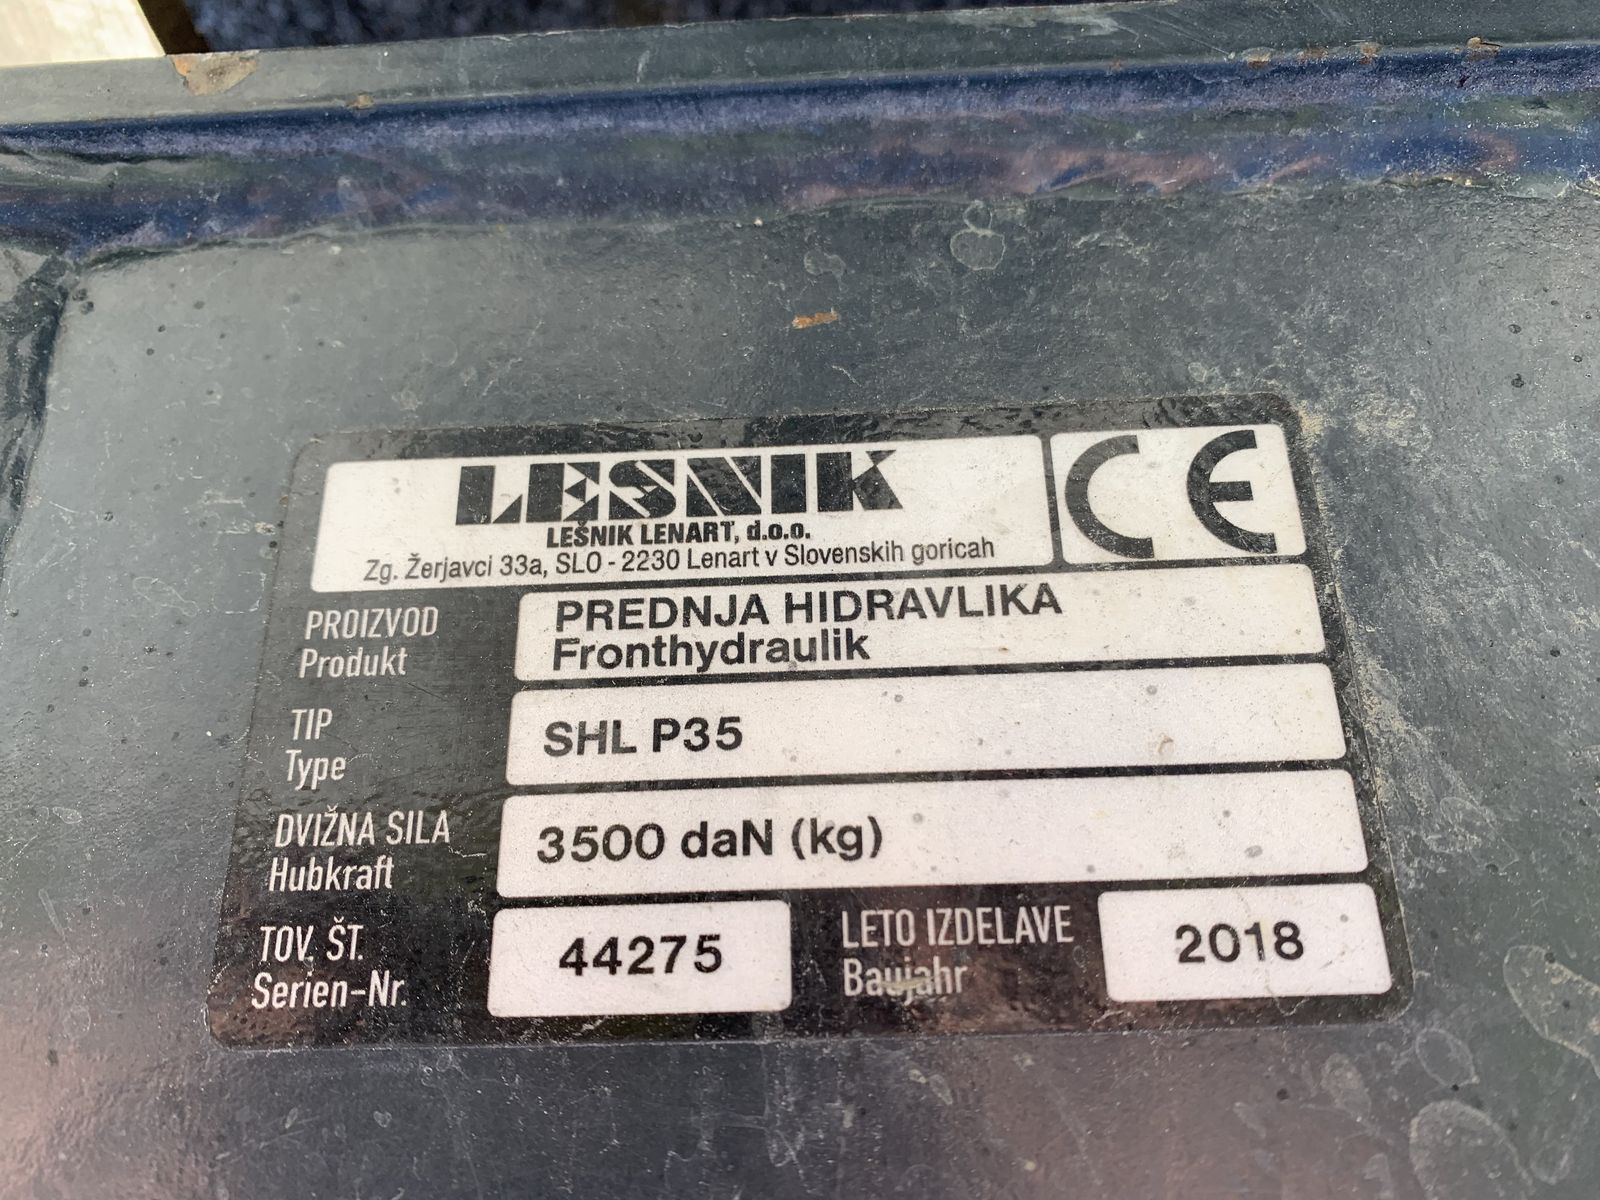 LESNIK
LEŠNIK LENART, d.o.o.
Zg. Žerjavci 33a, SLO - 2230 Lenart v Slovenskih goricah
CE
PROIZVOD
Produkt
PREDNJA HIDRAVLIKA
Fronthydraulik
TIP
Type
SHL P35
DVIŽNA SILA
Hubkraft
3500 daN (kg)
TOV. ŠT.
Serien-Nr.
44275
LETO IZDELAVE
Baujahr
2018